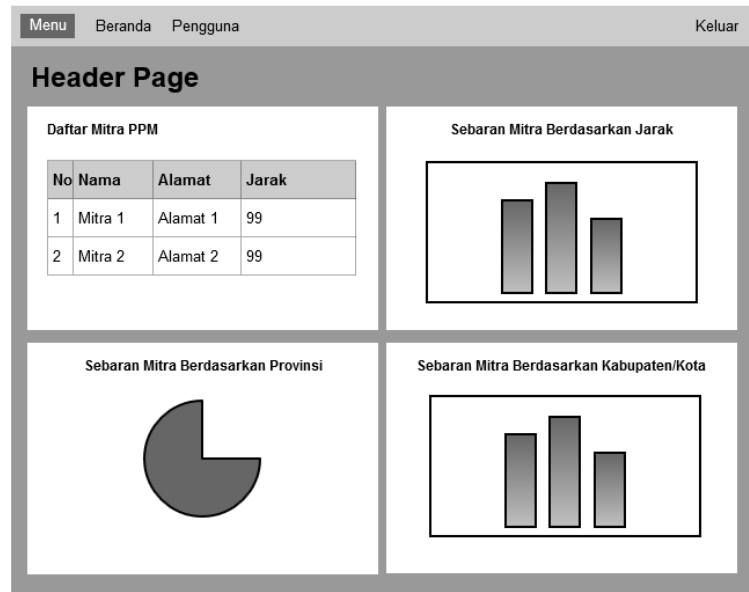 Menu Beranda Pengguna Keluar
Header Page
Daftar Mitra PPM
No Nama Alamat Jarak
1 Mitra 1 Alamat 1 99
2 Mitra 2 Alamat 2 99
Sebaran Mitra Berdasarkan Jarak
Sebaran Mitra Berdasarkan Provinsi
Sebaran Mitra Berdasarkan Kabupaten/Kota